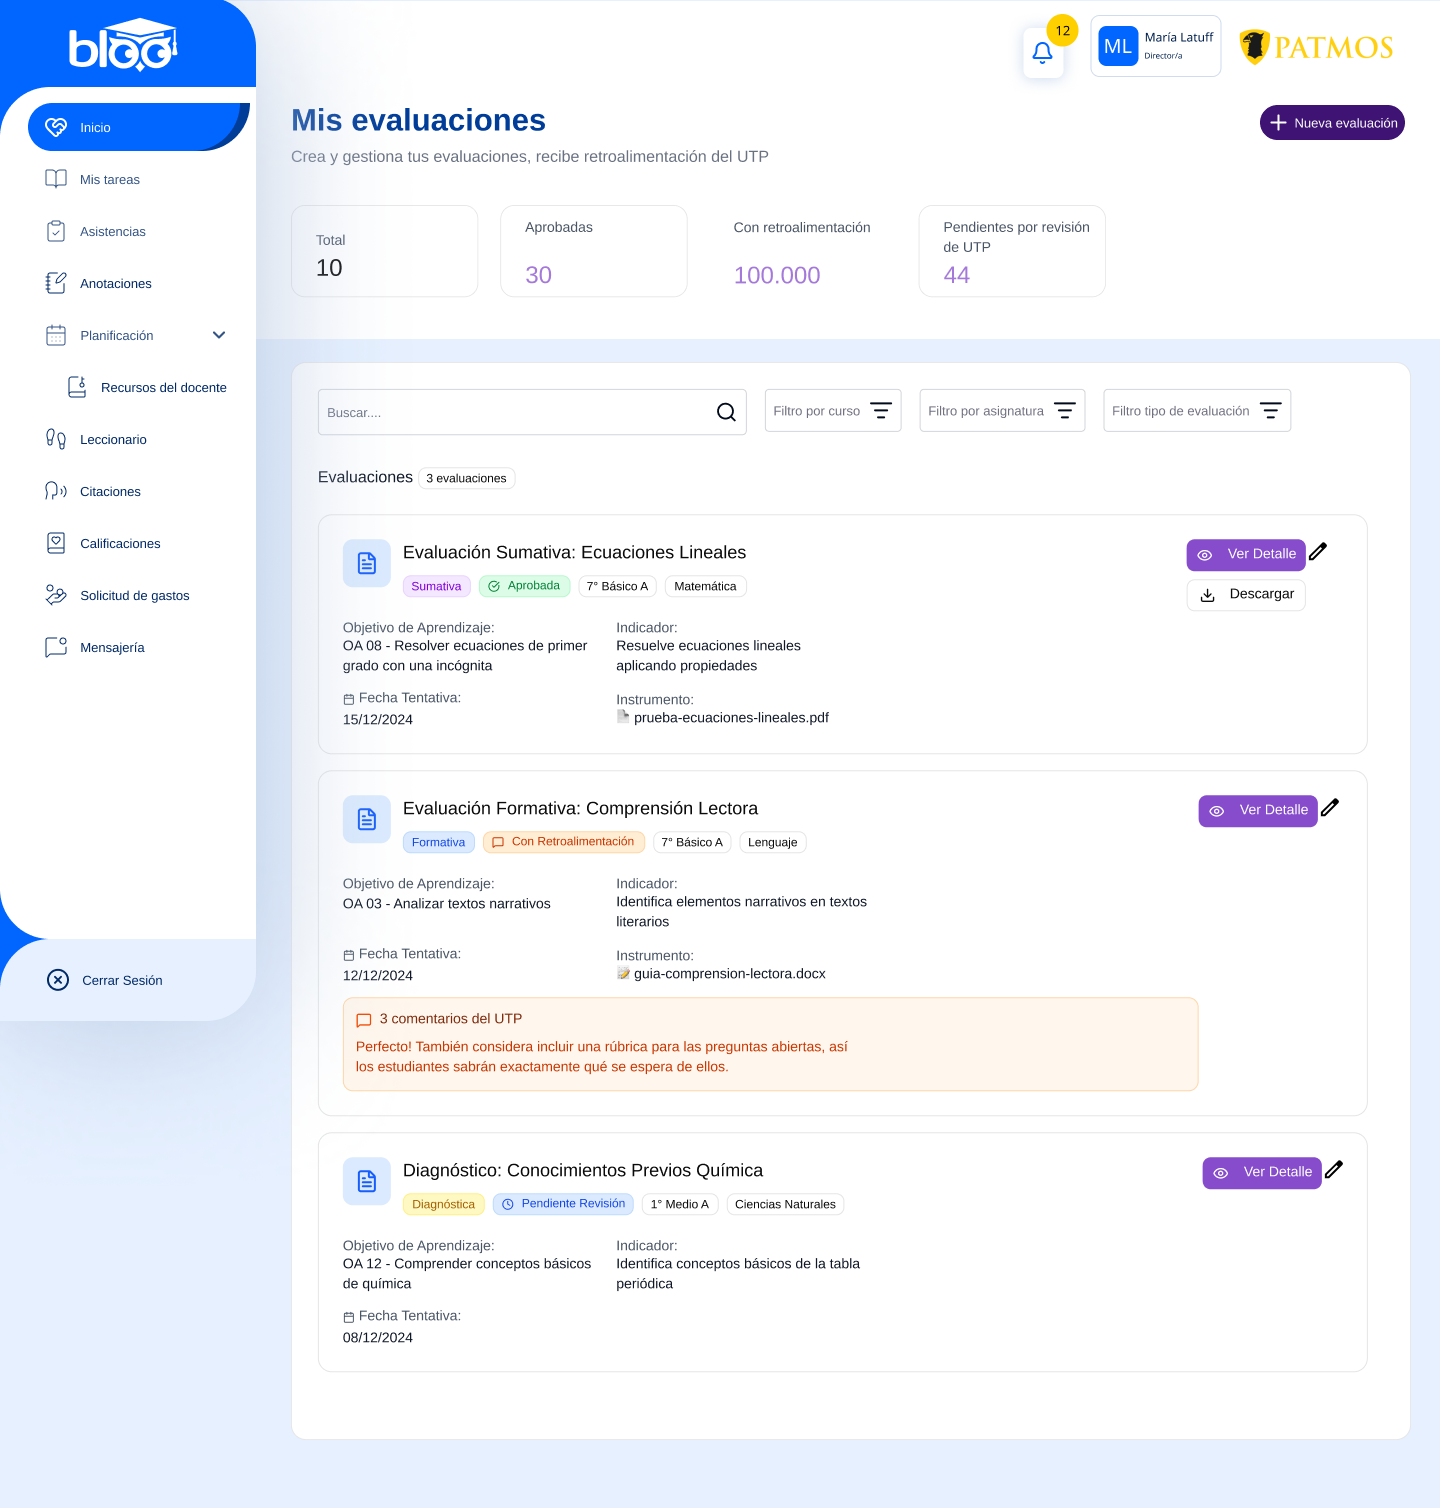 bloo
12
ML
María Latuff
Director/a
PATMOS
Inicio
Mis tareas
Asistencias
Anotaciones
Planificación
Recursos del docente
Leccionario
Citaciones
Calificaciones
Solicitud de gastos
Mensajería
Cerrar Sesión
Mis evaluaciones
Crea y gestiona tus evaluaciones, recibe retroalimentación del UTP
Nueva evaluación
Total
10
Aprobadas
30
Con retroalimentación
100.000
Pendientes por revisión
de UTP
44
Buscar....
Filtro por curso
Filtro por asignatura
Filtro tipo de evaluación
Evaluaciones 3 evaluaciones
Evaluación Sumativa: Ecuaciones Lineales
Sumativa Aprobada 7° Básico A Matemática
Ver Detalle
Descargar
Objetivo de Aprendizaje:
OA 08 - Resolver ecuaciones de primer
grado con una incógnita
Indicador:
Resuelve ecuaciones lineales
aplicando propiedades
Fecha Tentativa:
15/12/2024
Instrumento:
prueba-ecuaciones-lineales.pdf
Evaluación Formativa: Comprensión Lectora
Formativa Con Retroalimentación 7° Básico A Lenguaje
Ver Detalle
Objetivo de Aprendizaje:
OA 03 - Analizar textos narrativos
Indicador:
Identifica elementos narrativos en textos
literarios
Fecha Tentativa:
12/12/2024
Instrumento:
guia-comprension-lectora.docx
3 comentarios del UTP
Perfecto! También considera incluir una rúbrica para las preguntas abiertas, así
los estudiantes sabrán exactamente qué se espera de ellos.
Diagnóstico: Conocimientos Previos Química
Diagnóstica Pendiente Revisión 1° Medio A Ciencias Naturales
Ver Detalle
Objetivo de Aprendizaje:
OA 12 - Comprender conceptos básicos
de química
Indicador:
Identifica conceptos básicos de la tabla
periódica
Fecha Tentativa:
08/12/2024